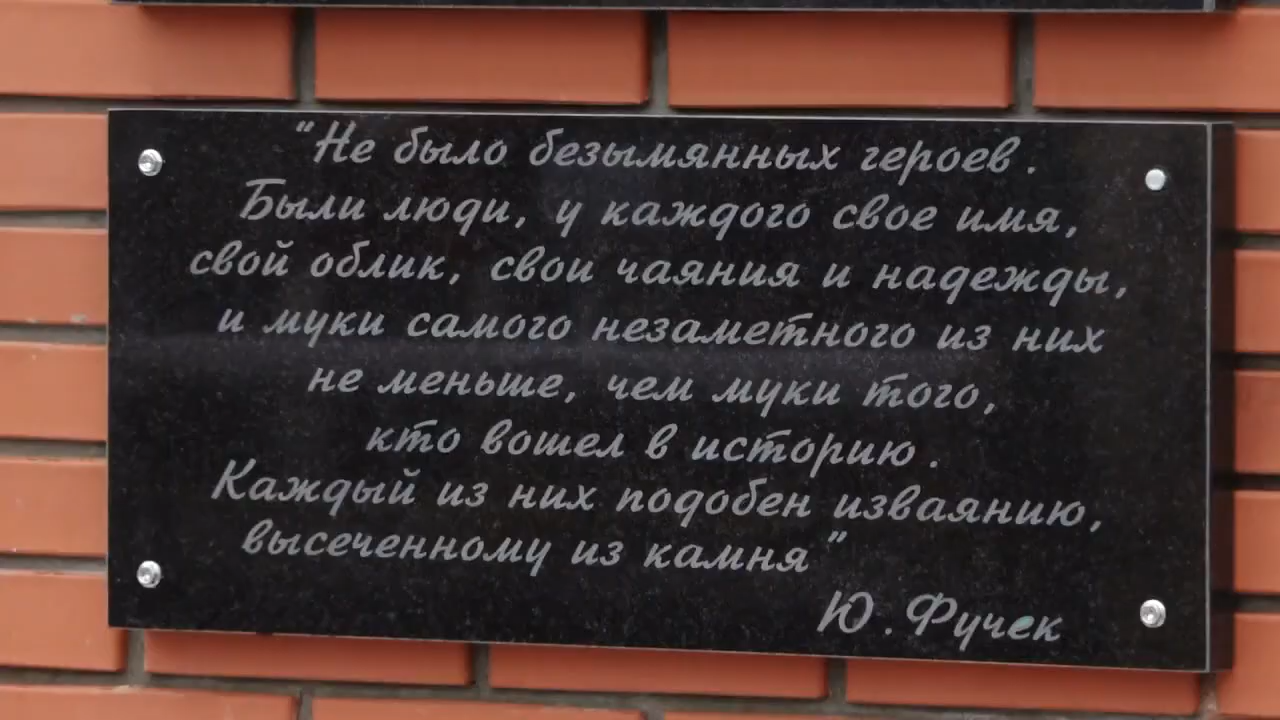 "Не было безымянных героев.
Были люди, у каждого свое имя,
свой облик, свои чаяния и надежды,
и муки самого незаметного из них
не меньше, чем муки того,
кто вошел в историю.
Каждый из них подобен изваянию,
высеченному из камня"
Ю. Фучек